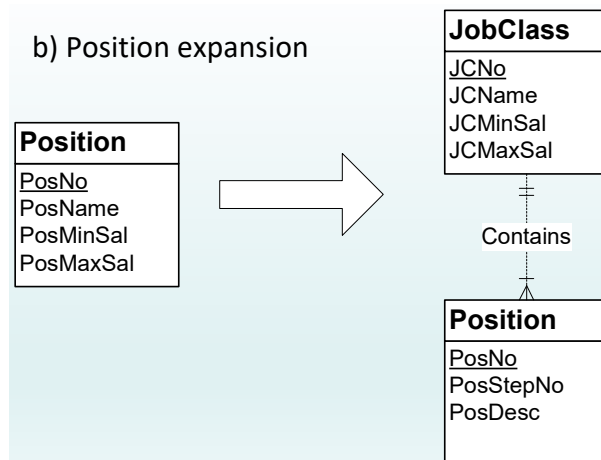 b) Position expansion
Position
PosNo
PosName
PosMinSal
PosMaxSal
JobClass
JCNo
JCName
JCMinSal
JCMaxSal
Contains
Position
PosNo
PosStepNo
PosDesc